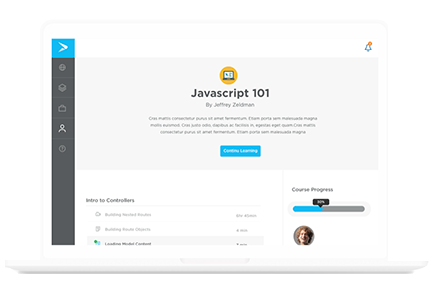 Javascript 101
By Jeffrey Zeldman
Cras mattis consectetur purus sit amet fermentum. Etiam porta sem malesuada magna
mollis euismod. Cras justo odio, dapibus ac facilisis in, egestas eget quam. Cras mattis
consectetur purus sit amet fermentum. Etiam porta sem malesuada magna
Continu Learning
Intro to Controllers
Building Nested Routes
Building Route Objects
Loading Model Content
Course Progress